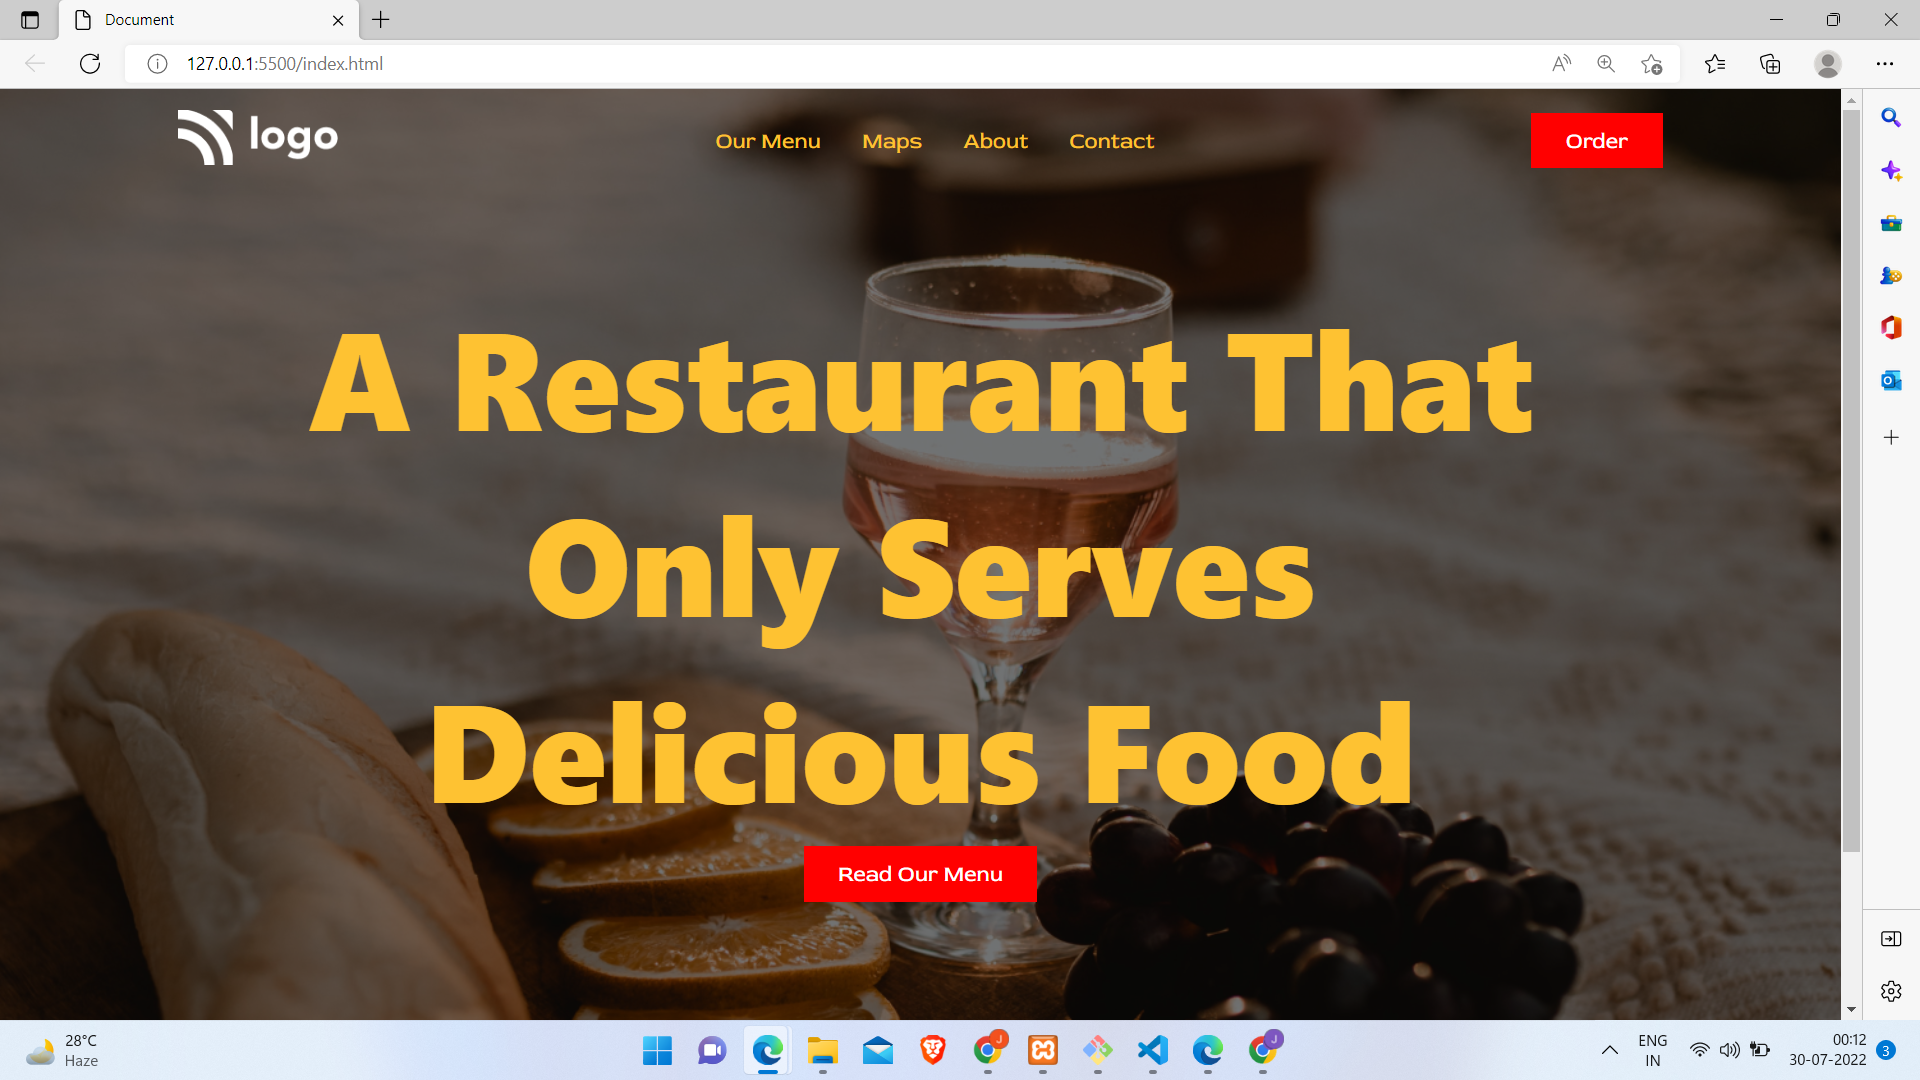 Document
127.0.0.1:5500/index.html
logo
Our Menu Maps About Contact
Order
A Restaurant That
Only Serves
Delicious Food
Read Our Menu
28°C
Haze
J
J
ENG
IN
00:12
30-07-2022
3